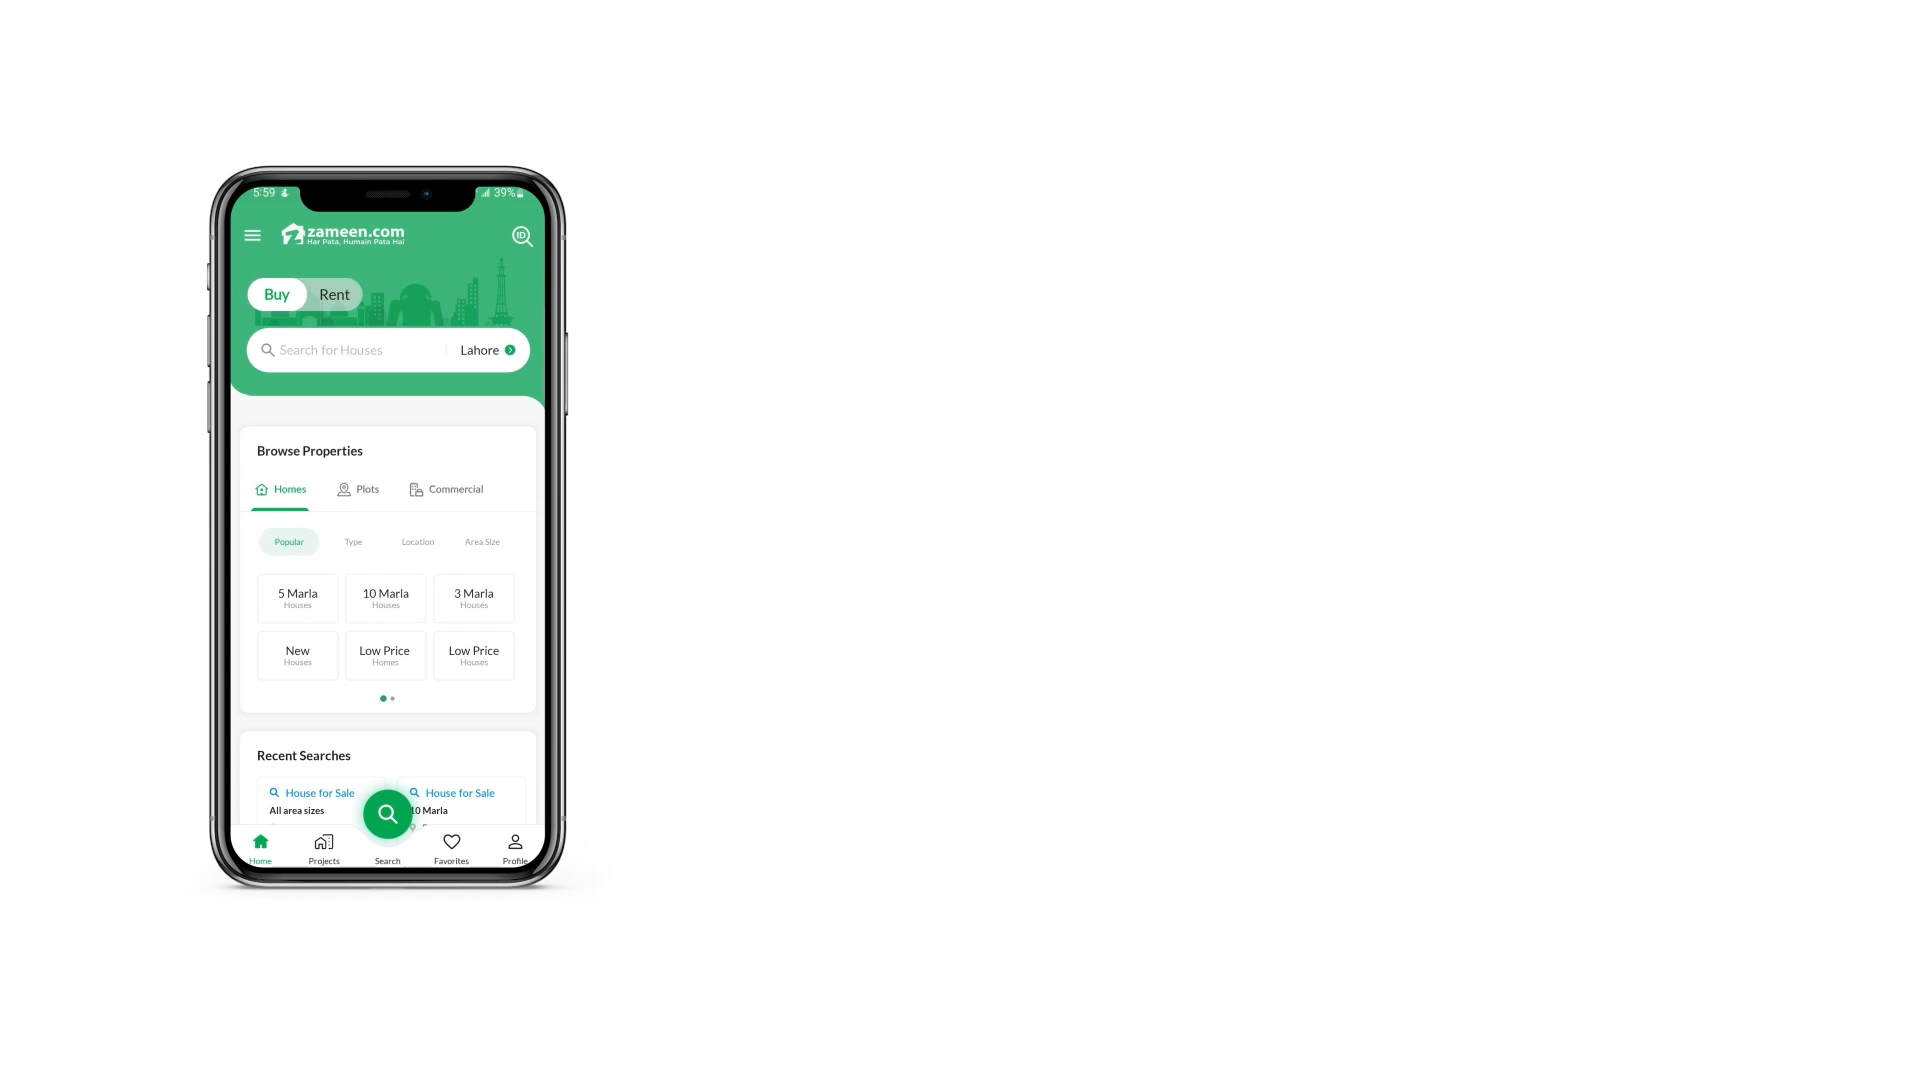 5:59
39%
zameen.com
Har Pata, Humain Pata Hai
ID
Buy
Rent
Search for Houses
Lahore
Browse Properties
Homes
Plots
Commercial
Popular
Type
Location
Area Size
5 Marla
Houses
10 Marla
Houses
3 Marla
Houses
New
Houses
Low Price
Homes
Low Price
Houses
Recent Searches
House for Sale
All area sizes
House for Sale
10 Marla
Home
Projects
Search
Favorites
Profile